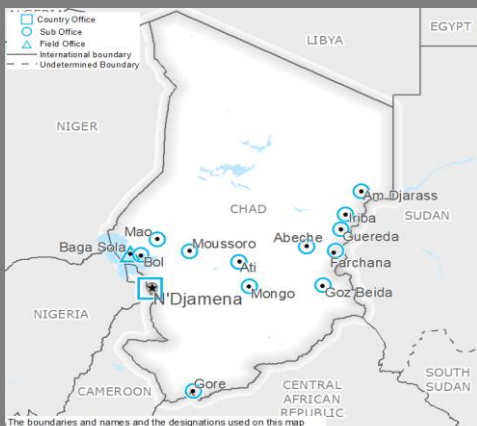 ALGERIA
Country Office
Sub Office
Field Office
International boundary
Undetermined Boundary
LIBYA
EGYPT
NIGER
CHAD
SUDAN
Am Djarass
Iriba
Guereda
Mao
Abeche
Moussoro
Baga Sola
Bol
Farchana
Ati
Mongo
Goz Beida
N'Djamena
NIGERIA
Gore
CAMEROON
CENTRAL
AFRICAN
REPUBLIC
SOUTH
SUDAN
The boundaries and names and the designations used on this map